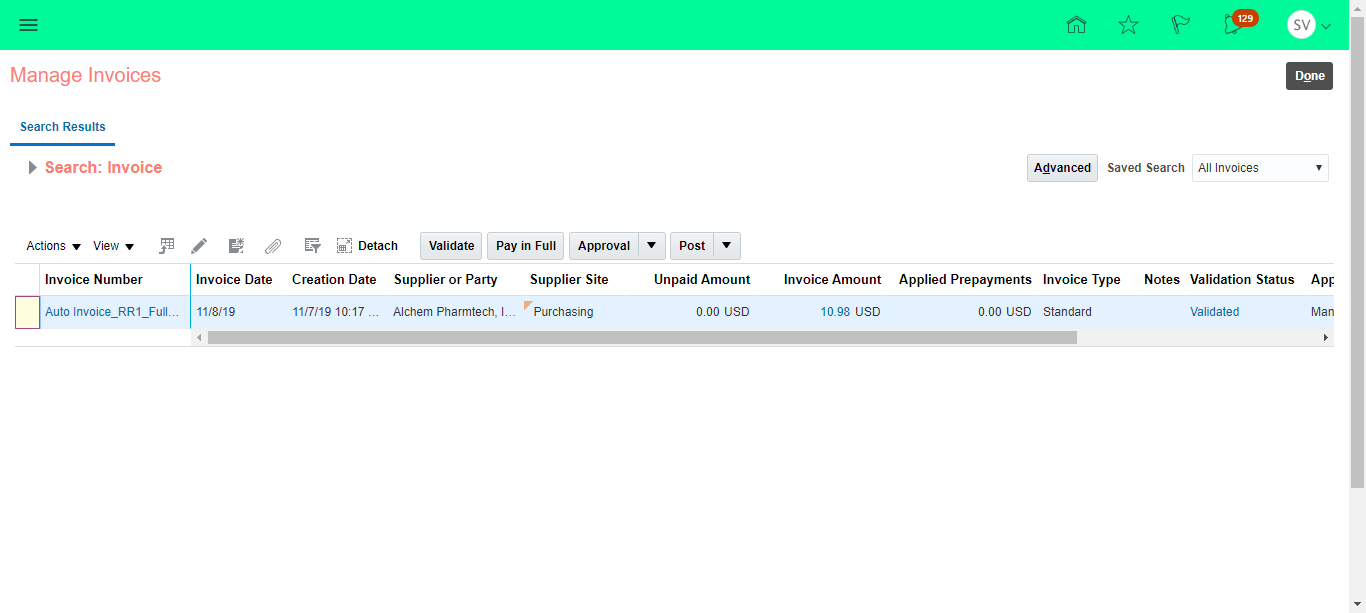 129
SV
Manage Invoices
Done
Search Results
Search: Invoice
Advanced Saved Search All Invoices
Actions View Detach Validate Pay in Full Approval Post
Invoice Number Invoice Date Creation Date Supplier or Party Supplier Site Unpaid Amount Invoice Amount Applied Prepayments Invoice Type Notes Validation Status App
Auto Invoice_RR1_Full... 11/8/19 11/7/19 10:17 ... Alchem Pharmtech, I... Purchasing 0.00 USD 10.98 USD 0.00 USD Standard Validated Man